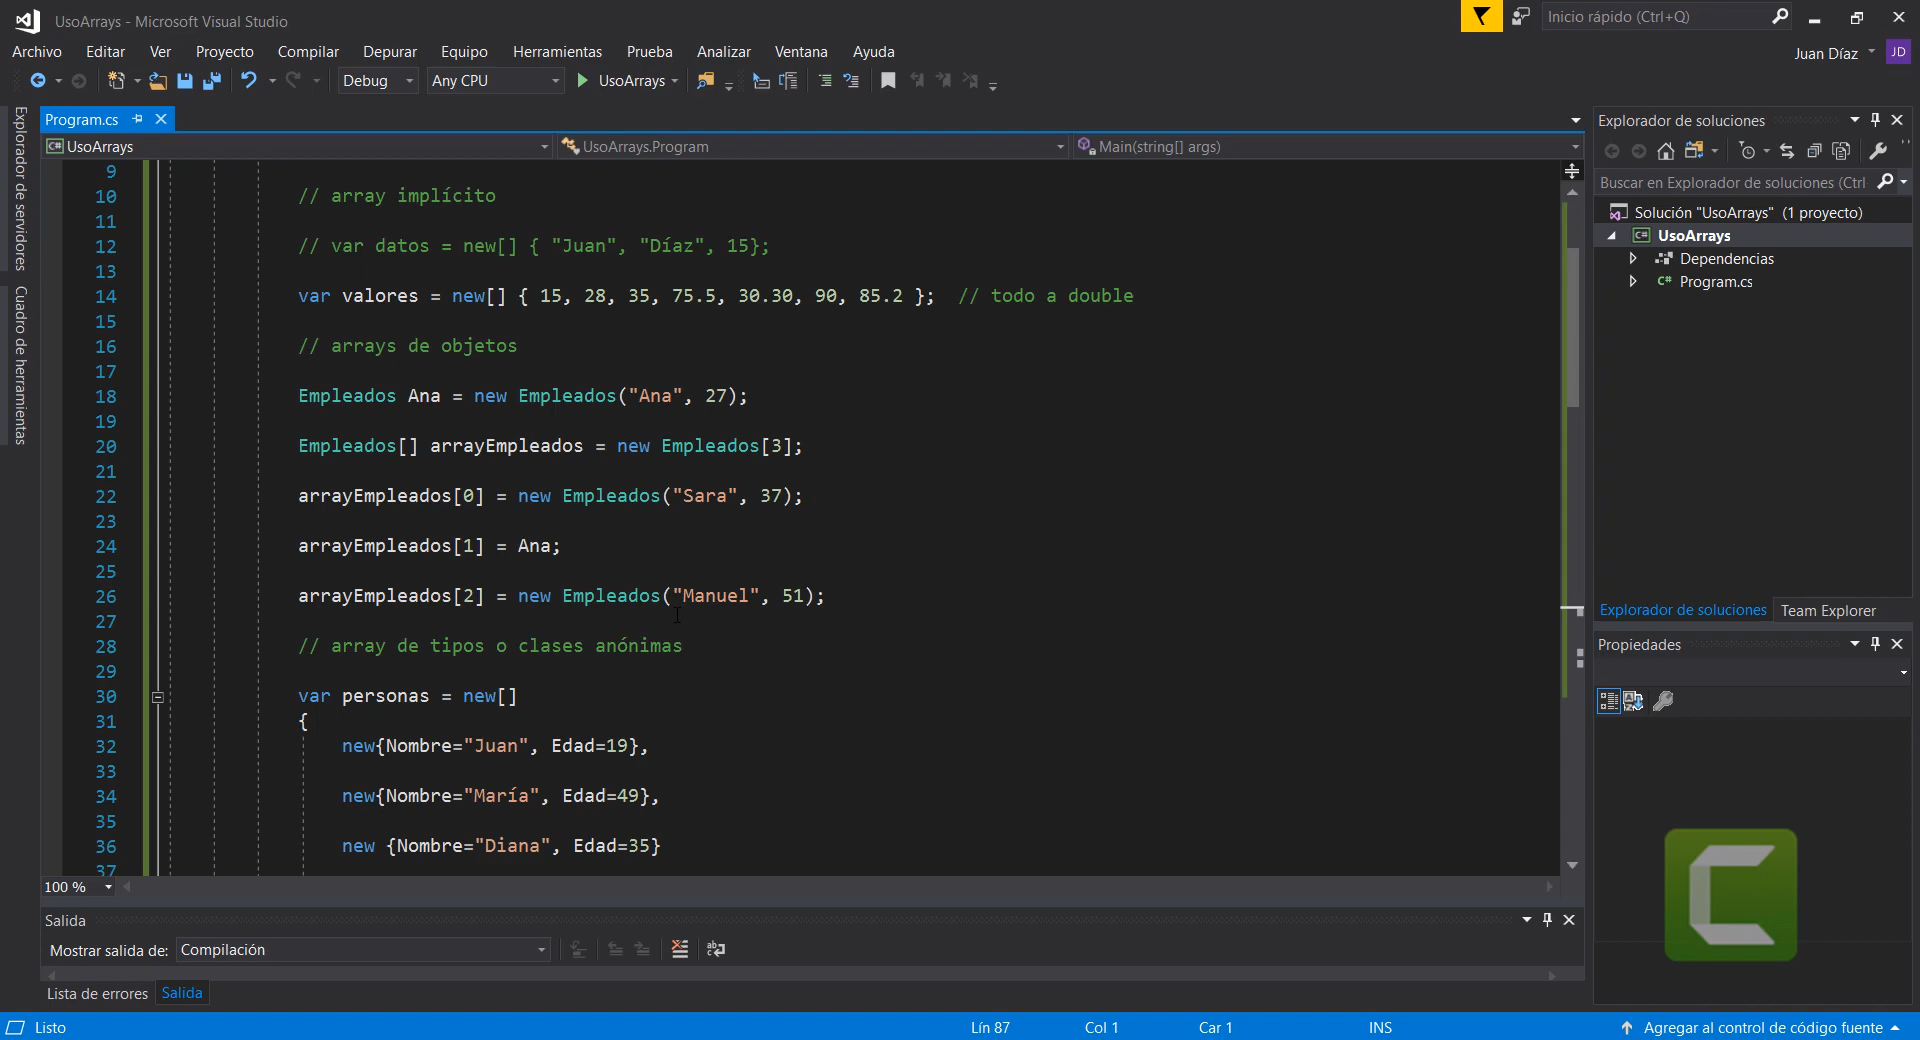 UsoArrays - Microsoft Visual Studio
Inicio rápido (Ctrl+Q)
Archivo Editar Ver Proyecto Compilar Depurar Equipo Herramientas Prueba Analizar Ventana Ayuda
Juan Díaz JD
Debug Any CPU UsoArrays
Explorador de servidores
Cuadro de herramientas
Program.cs
C# UsoArrays UsoArrays.Program Main(string[] args)
9
10 // array implícito
11
12 // var datos = new[] { "Juan", "Díaz", 15};
13
14 var valores = new[] { 15, 28, 35, 75.5, 30.30, 90, 85.2 }; // todo a double
15
16 // arrays de objetos
17
18 Empleados Ana = new Empleados("Ana", 27);
19
20 Empleados[] arrayEmpleados = new Empleados[3];
21
22 arrayEmpleados[0] = new Empleados("Sara", 37);
23
24 arrayEmpleados[1] = Ana;
25
26 arrayEmpleados[2] = new Empleados("Manuel", 51);
27
28 // array de tipos o clases anónimas
29
30 var personas = new[]
31 {
32 new{Nombre="Juan", Edad=19},
33
34 new{Nombre="María", Edad=49},
35
36 new {Nombre="Diana", Edad=35}
37
100 %
Salida
Mostrar salida de: Compilación
Lista de errores Salida
Explorador de soluciones
Buscar en Explorador de soluciones (Ctrl
Solución "UsoArrays" (1 proyecto)
C# UsoArrays
Dependencias
C# Program.cs
Explorador de soluciones Team Explorer
Propiedades
Listo Lín 87 Col 1 Car 1 INS Agregar al control de código fuente